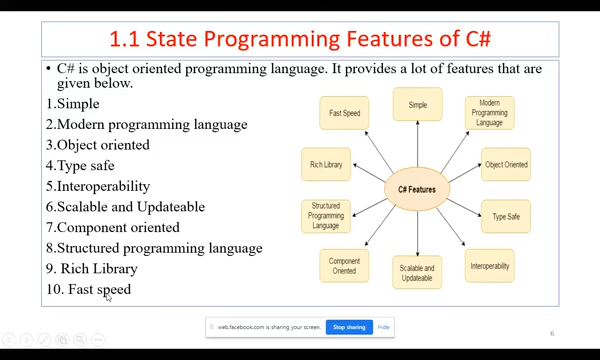 1.1 State Programming Features of C#
• C# is object oriented programming language. It provides a lot of features that are
given below.
1.Simple
2.Modern programming language
3.Object oriented
4.Type safe
5.Interoperability
6.Scalable and Updateable
7.Component oriented
8.Structured programming language
9. Rich Library
10. Fast speed
Simple
Fast Speed
Modern
Programming
Language
Rich Library
Object Oriented
C# Features
Structured
Programming
Language
Type Safe
Component
Oriented
Scalable and
Updateable
Interoperability
web.facebook.com is sharing your screen.
Stop sharing
Hide
6